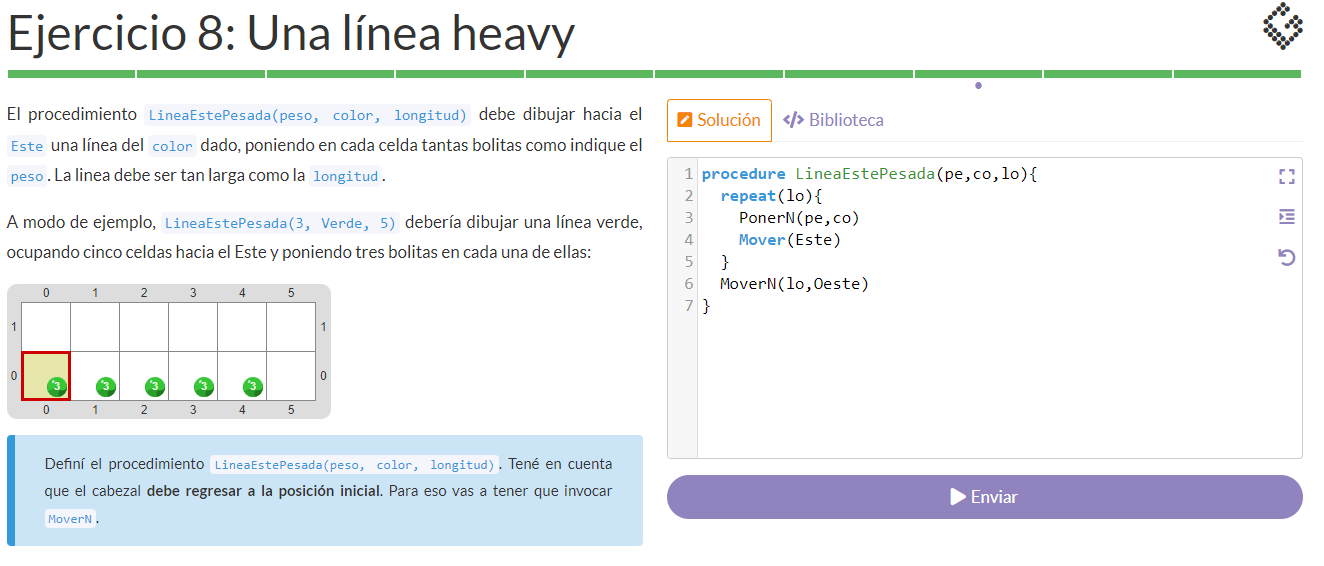 Ejercicio 8: Una línea heavy
El procedimiento LineaEstePesada(peso, color, longitud) debe dibujar hacia el
Este una línea del color dado, poniendo en cada celda tantas bolitas como indique el
peso. La linea debe ser tan larga como la longitud.
A modo de ejemplo, LineaEstePesada(3, Verde, 5) debería dibujar una línea verde,
ocupando cinco celdas hacia el Este y poniendo tres bolitas en cada una de ellas:
0 1 2 3 4 5
1 1
0 3 3 3 3 3 0
0 1 2 3 4 5
Definí el procedimiento LineaEstePesada(peso, color, longitud). Tené en cuenta
que el cabezal debe regresar a la posición inicial. Para eso vas a tener que invocar
MoverN.
Solución </> Biblioteca
1 procedure LineaEstePesada(pe,co,lo){
2 repeat(lo){
3 PonerN(pe,co)
4 Mover(Este)
5 }
6 MoverN(lo,Oeste)
7 }
Enviar